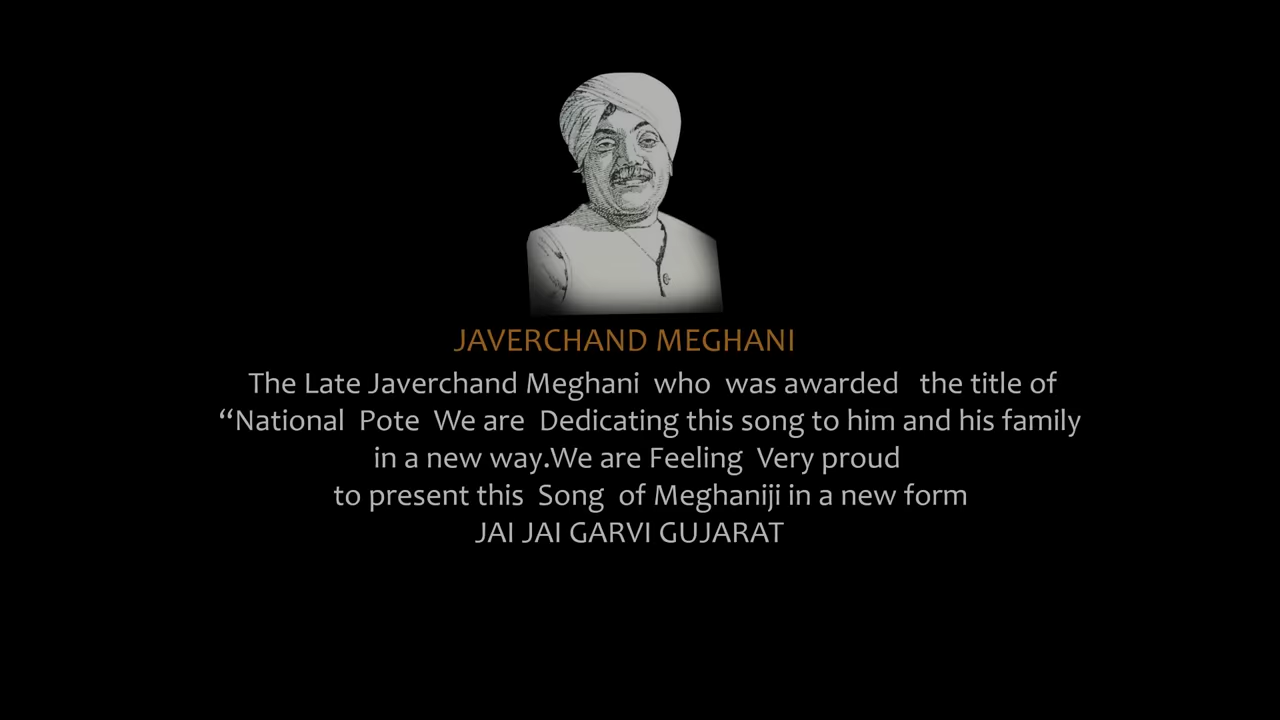 JAVERCHAND MEGHANI
The Late Javerchand Meghani who was awarded the title of
“National Pote We are Dedicating this song to him and his family
in a new way.We are Feeling Very proud
to present this Song of Meghaniji in a new form
JAI JAI GARVI GUJARAT